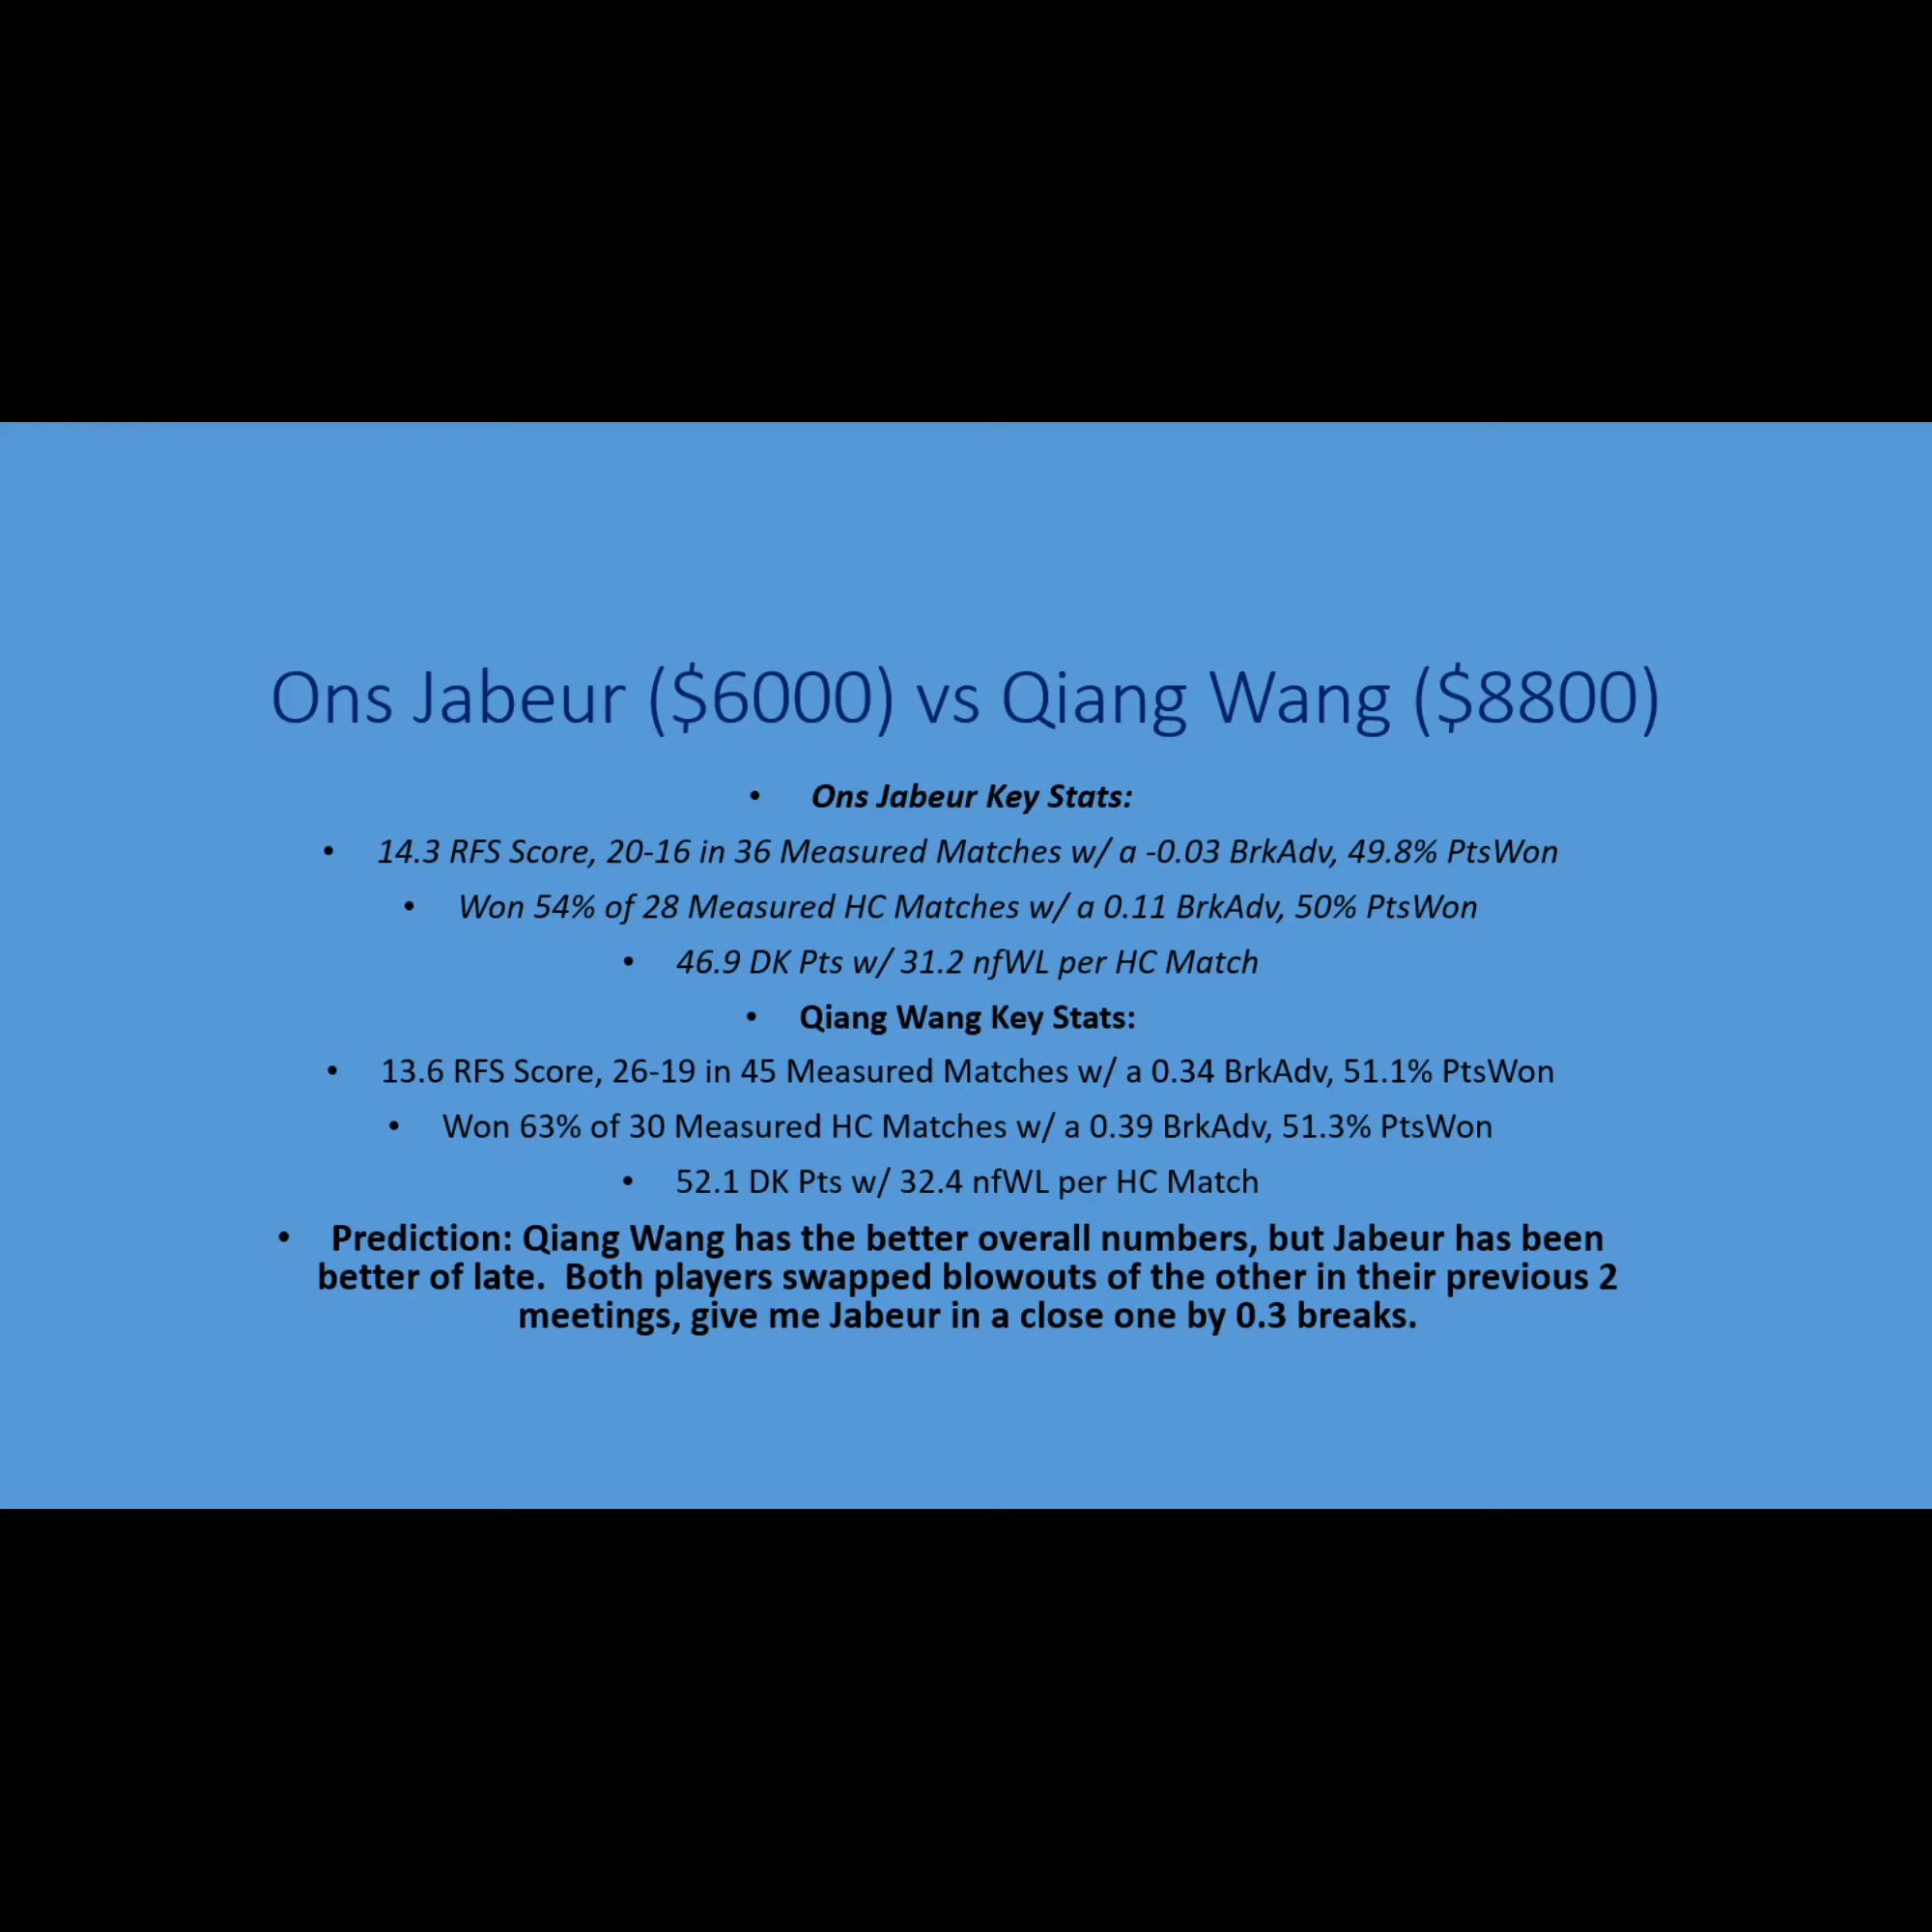 Ons Jabeur ($6000) vs Qiang Wang ($8800)
• Ons Jabeur Key Stats:
• 14.3 RFS Score, 20-16 in 36 Measured Matches w/ a -0.03 BrkAdv, 49.8% PtsWon
• Won 54% of 28 Measured HC Matches w/ a 0.11 BrkAdv, 50% PtsWon
• 46.9 DK Pts w/ 31.2 nfWL per HC Match
• Qiang Wang Key Stats:
• 13.6 RFS Score, 26-19 in 45 Measured Matches w/ a 0.34 BrkAdv, 51.1% PtsWon
• Won 63% of 30 Measured HC Matches w/ a 0.39 BrkAdv, 51.3% PtsWon
• 52.1 DK Pts w/ 32.4 nfWL per HC Match
• Prediction: Qiang Wang has the better overall numbers, but Jabeur has been
better of late.  Both players swapped blowouts of the other in their previous 2
meetings, give me Jabeur in a close one by 0.3 breaks.